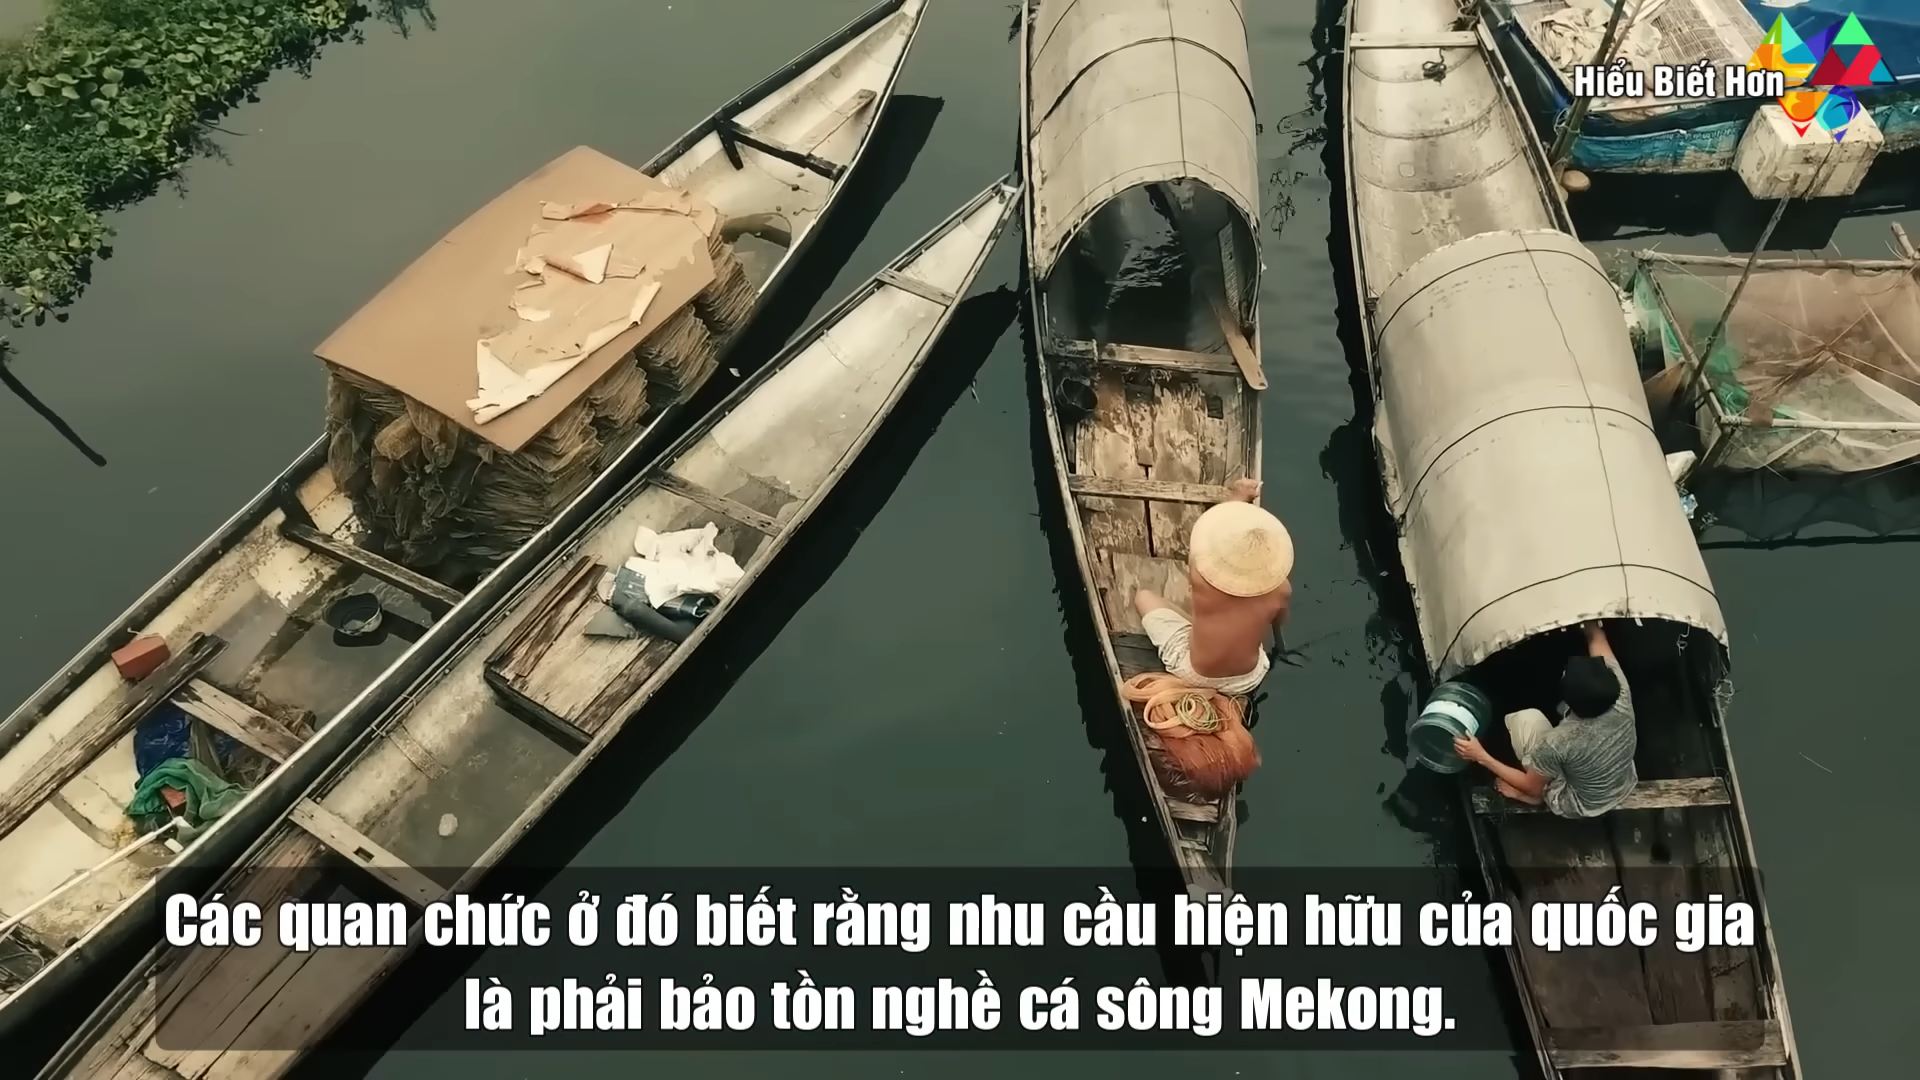 Hiểu Biết Hơn
Các quan chức ở đó biết rằng nhu cầu hiện hữu của quốc gia
là phải bảo tồn nghề cá sông Mekong.